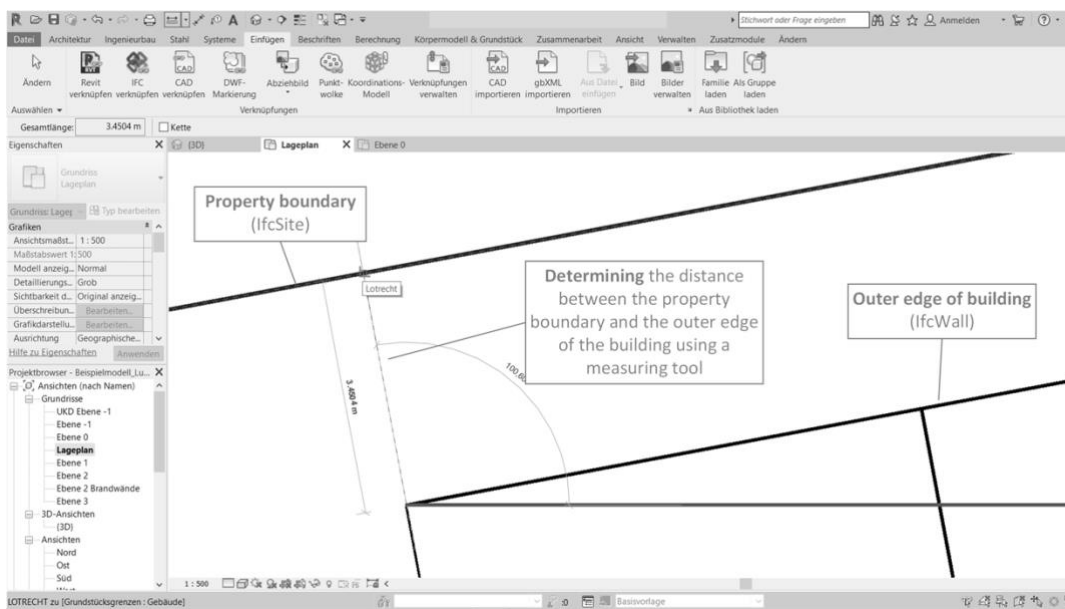 Stichwort oder Frage eingeben
Anmelden
Datei Architektur Ingenieurbau Stahl Systeme Einfügen Beschriften Berechnung Körpermodell & Grundstück Zusammenarbeit Ansicht Verwalten Zusatzmodule Ändern
Ändern Revit IFC CAD DWF- Abziehbild Punkt- Koordinations- Verknüpfungen CAD gbXML Aus Datei Bild Bilder Familie Als Gruppe
verknüpfen verknüpfen verknüpfen Markierung wolke Modell verwalten importieren importieren einfügen verwalten laden laden
Auswählen Verknüpfungen Importieren Aus Bibliothek laden
Gesamtlänge: 3.4504 m Kette
Eigenschaften X {3D} Lageplan X Ebene 0
Grundriss
Lageplan
Grundriss: Lagep Typ bearbeiten
Grafiken
Ansichtsmaßst... 1 : 500
Maßstabswert 1: 500
Modell anzeig... Normal
Detaillierungs... Grob
Sichtbarkeit d... Original anzeig...
Überschreibun... Bearbeiten...
Grafikdarstellu... Bearbeiten...
Ausrichtung Geographische...
Hilfe zu Eigenschaften Anwenden
Projektbrowser - Beispielmodell_Lu... X
Ansichten (nach Namen)
Grundrisse
UKD Ebene -1
Ebene -1
Ebene 0
Lageplan
Ebene 1
Ebene 2
Ebene 2 Brandwände
Ebene 3
3D-Ansichten
{3D}
Ansichten
Nord
Ost
Süd
Property boundary
(IfcSite)
Lotrecht
Determining the distance
between the property
boundary and the outer edge
of the building using a
measuring tool
Outer edge of building
(IfcWall)
3.4504 m
1 : 500
LOTRECHT zu [Grundstücksgrenzen : Gebäude]
:0
Basisvorlage